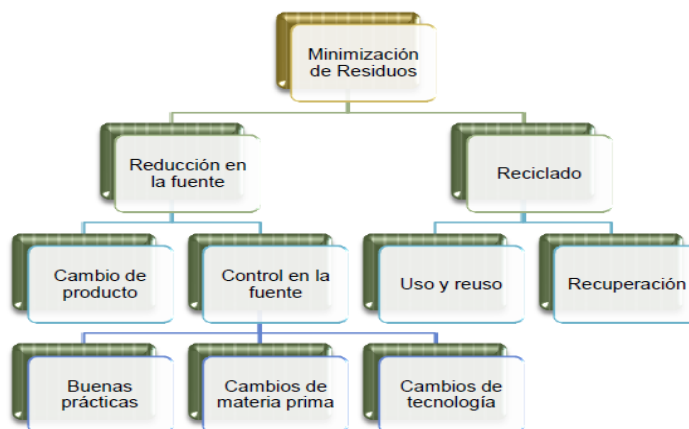 Minimización
de Residuos
Reducción en
la fuente
Reciclado
Cambio de
producto
Control en la
fuente
Uso y reuso
Recuperación
Buenas
prácticas
Cambios de
materia prima
Cambios de
tecnología